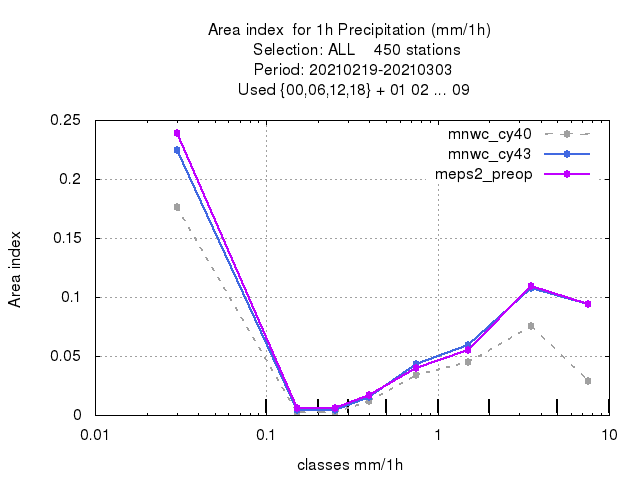 Area index  for 1h Precipitation (mm/1h)
Selection: ALL    450 stations
Period: 20210219-20210303
Used {00,06,12,18} + 01 02 ... 09
mnwc_cy40
mnwc_cy43
meps2_preop
0.25
0.2
0.15
0.1
0.05
0
Area index
0.01 0.1 1 10
classes mm/1h